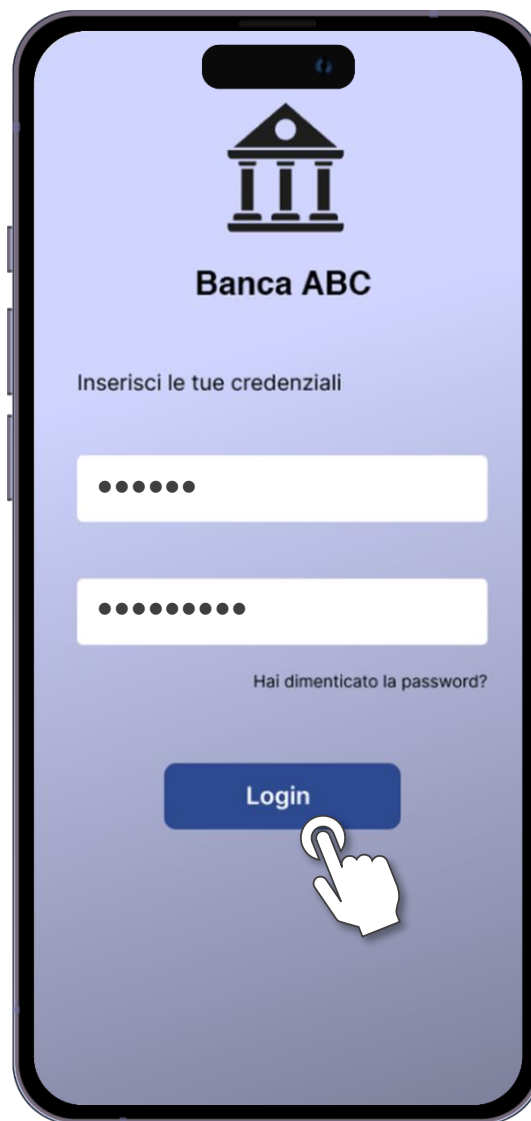 Banca ABC
Inserisci le tue credenziali
••••••
•••••••••
Hai dimenticato la password?
Login